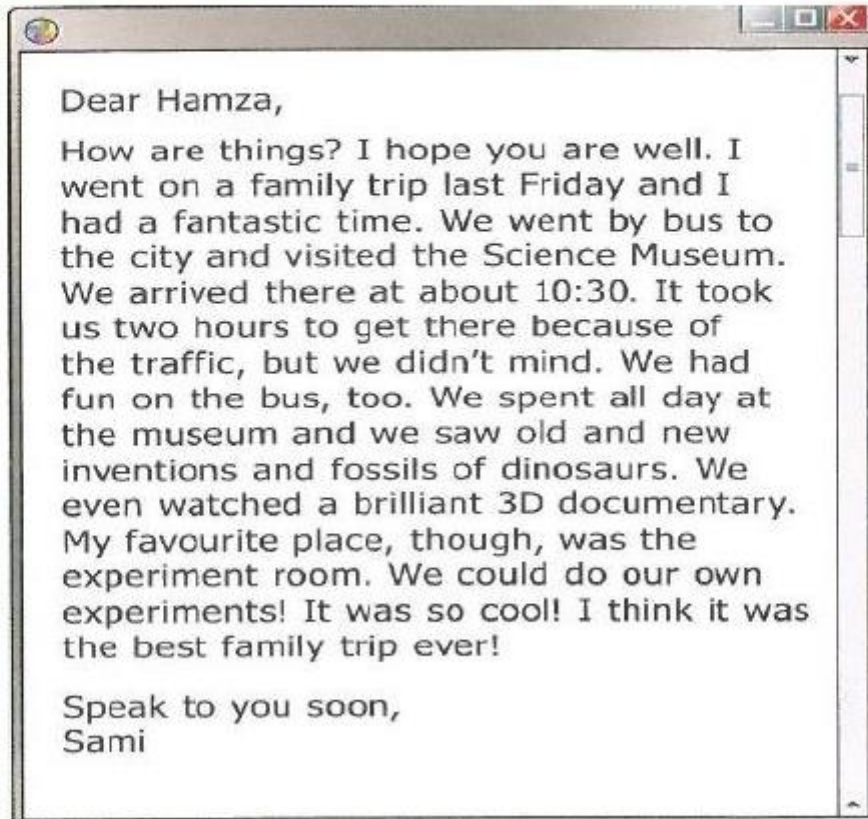 Dear Hamza,
How are things? I hope you are well. I
went on a family trip last Friday and I
had a fantastic time. We went by bus to
the city and visited the Science Museum.
We arrived there at about 10:30. It took
us two hours to get there because of
the traffic, but we didn't mind. We had
fun on the bus, too. We spent all day at
the museum and we saw old and new
inventions and fossils of dinosaurs. We
even watched a brilliant 3D documentary.
My favourite place, though, was the
experiment room. We could do our own
experiments! It was so cool! I think it was
the best family trip ever!
Speak to you soon,
Sami